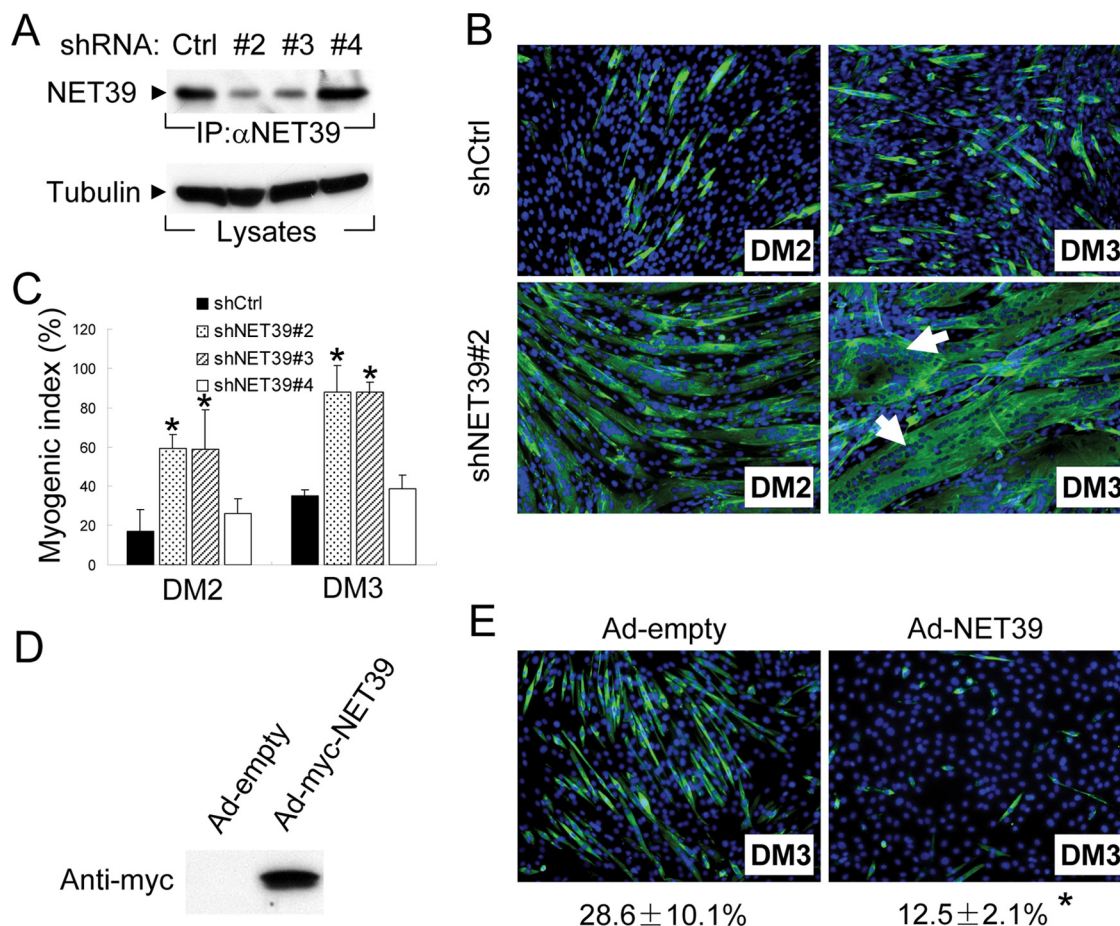 A
shRNA: Ctrl #2 #3 #4
NET39
IP:αNET39
Tubulin
Lysates
B
shCtrl
DM2
DM3
shNET39#2
DM2
DM3
C
shCtrl
shNET39#2
shNET39#3
shNET39#4
Myogenic index (%)
120
100
80
60
40
20
0
* * * *
DM2 DM3
D
Ad-empty
Ad-myc-NET39
Anti-myc
E
Ad-empty
Ad-NET39
DM3
DM3
28.6±10.1%
12.5±2.1% *